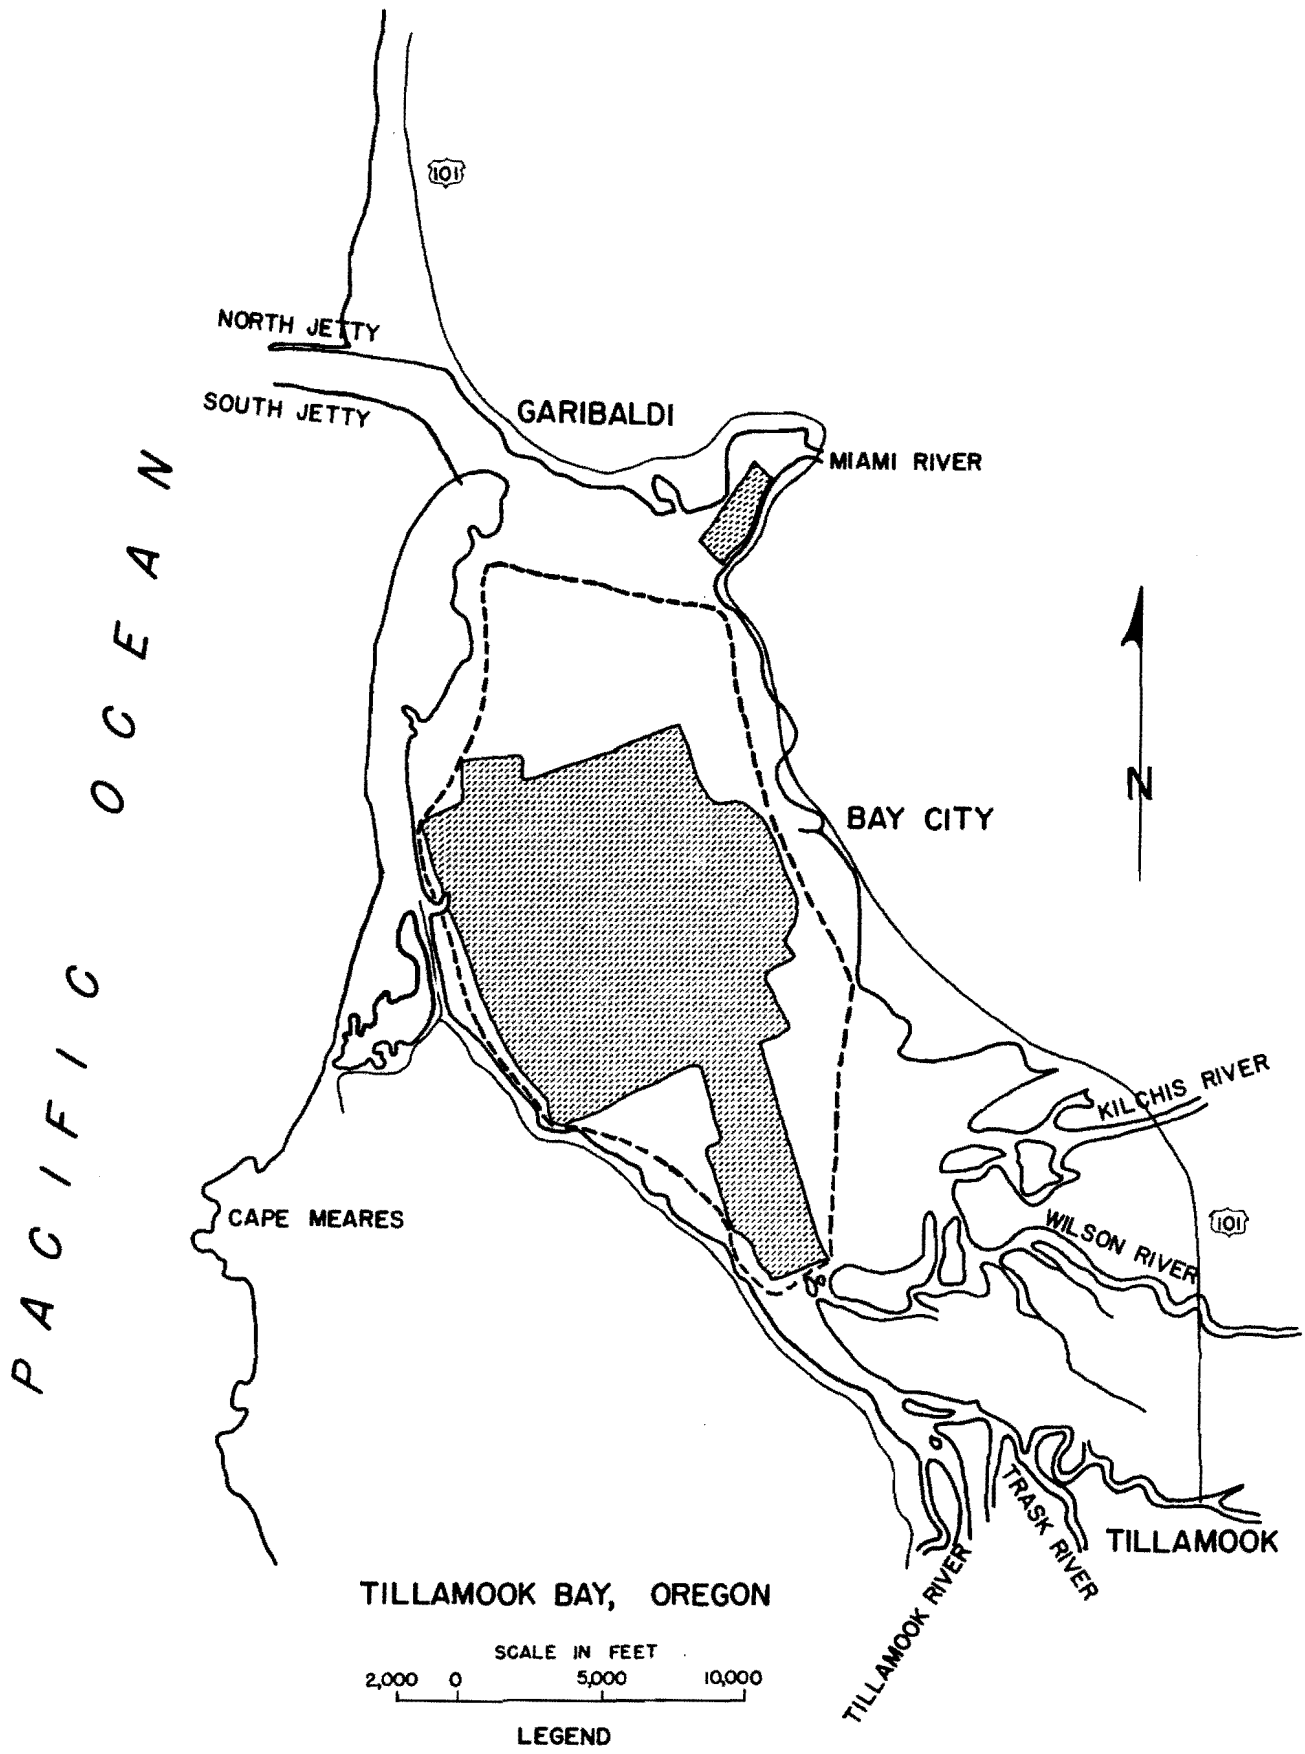 101
NORTH JETTY
SOUTH JETTY
GARIBALDI
MIAMI RIVER
PACIFIC OCEAN
N
BAY CITY
KILCHIS RIVER
CAPE MEARES
WILSON RIVER
101
TRASK RIVER
TILLAMOOK
TILLAMOOK RIVER
TILLAMOOK BAY, OREGON
SCALE IN FEET
2,000 0 5,000 10,000
LEGEND